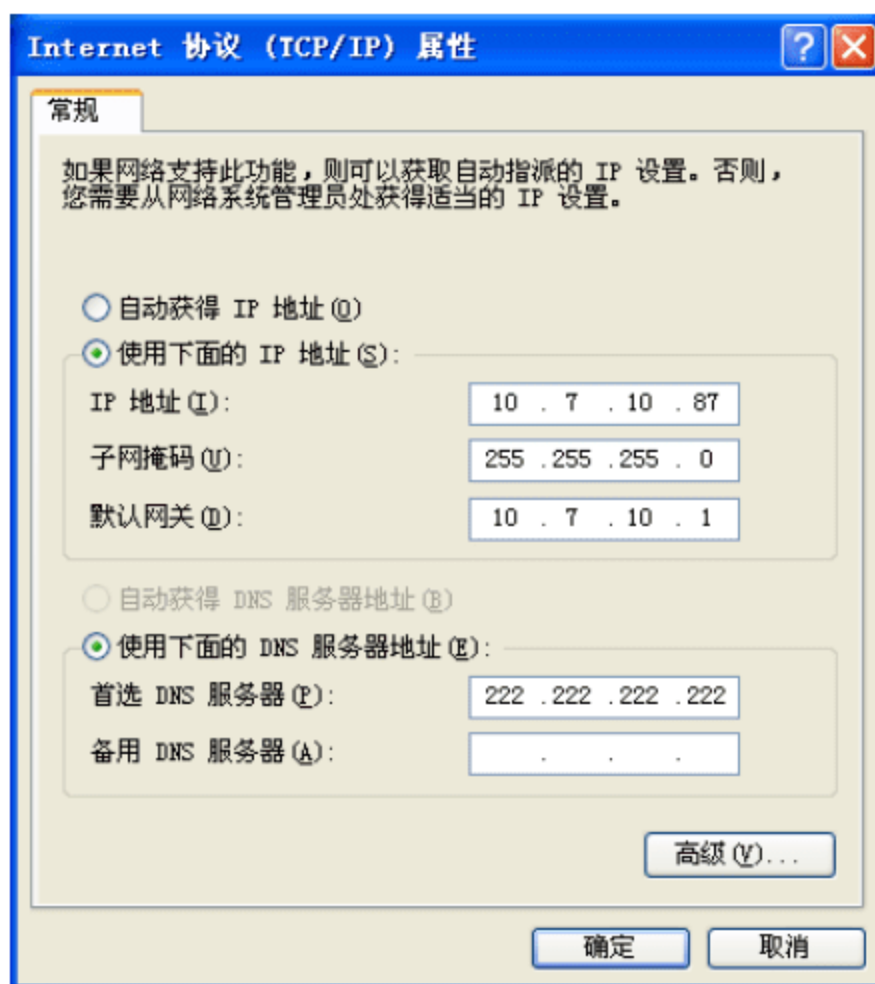 Internet 协议 (TCP/IP) 属性
常规
如果网络支持此功能，则可以获取自动指派的 IP 设置。否则，
您需要从网络系统管理员处获得适当的 IP 设置。
自动获得 IP 地址(O)
使用下面的 IP 地址(S):
IP 地址(I): 10 . 7 . 10 . 87
子网掩码(U): 255 .255 .255 . 0
默认网关(D): 10 . 7 . 10 . 1
自动获得 DNS 服务器地址(B)
使用下面的 DNS 服务器地址(E):
首选 DNS 服务器(P): 222 .222 .222 .222
备用 DNS 服务器(A): . . .
高级(V)...
确定 取消